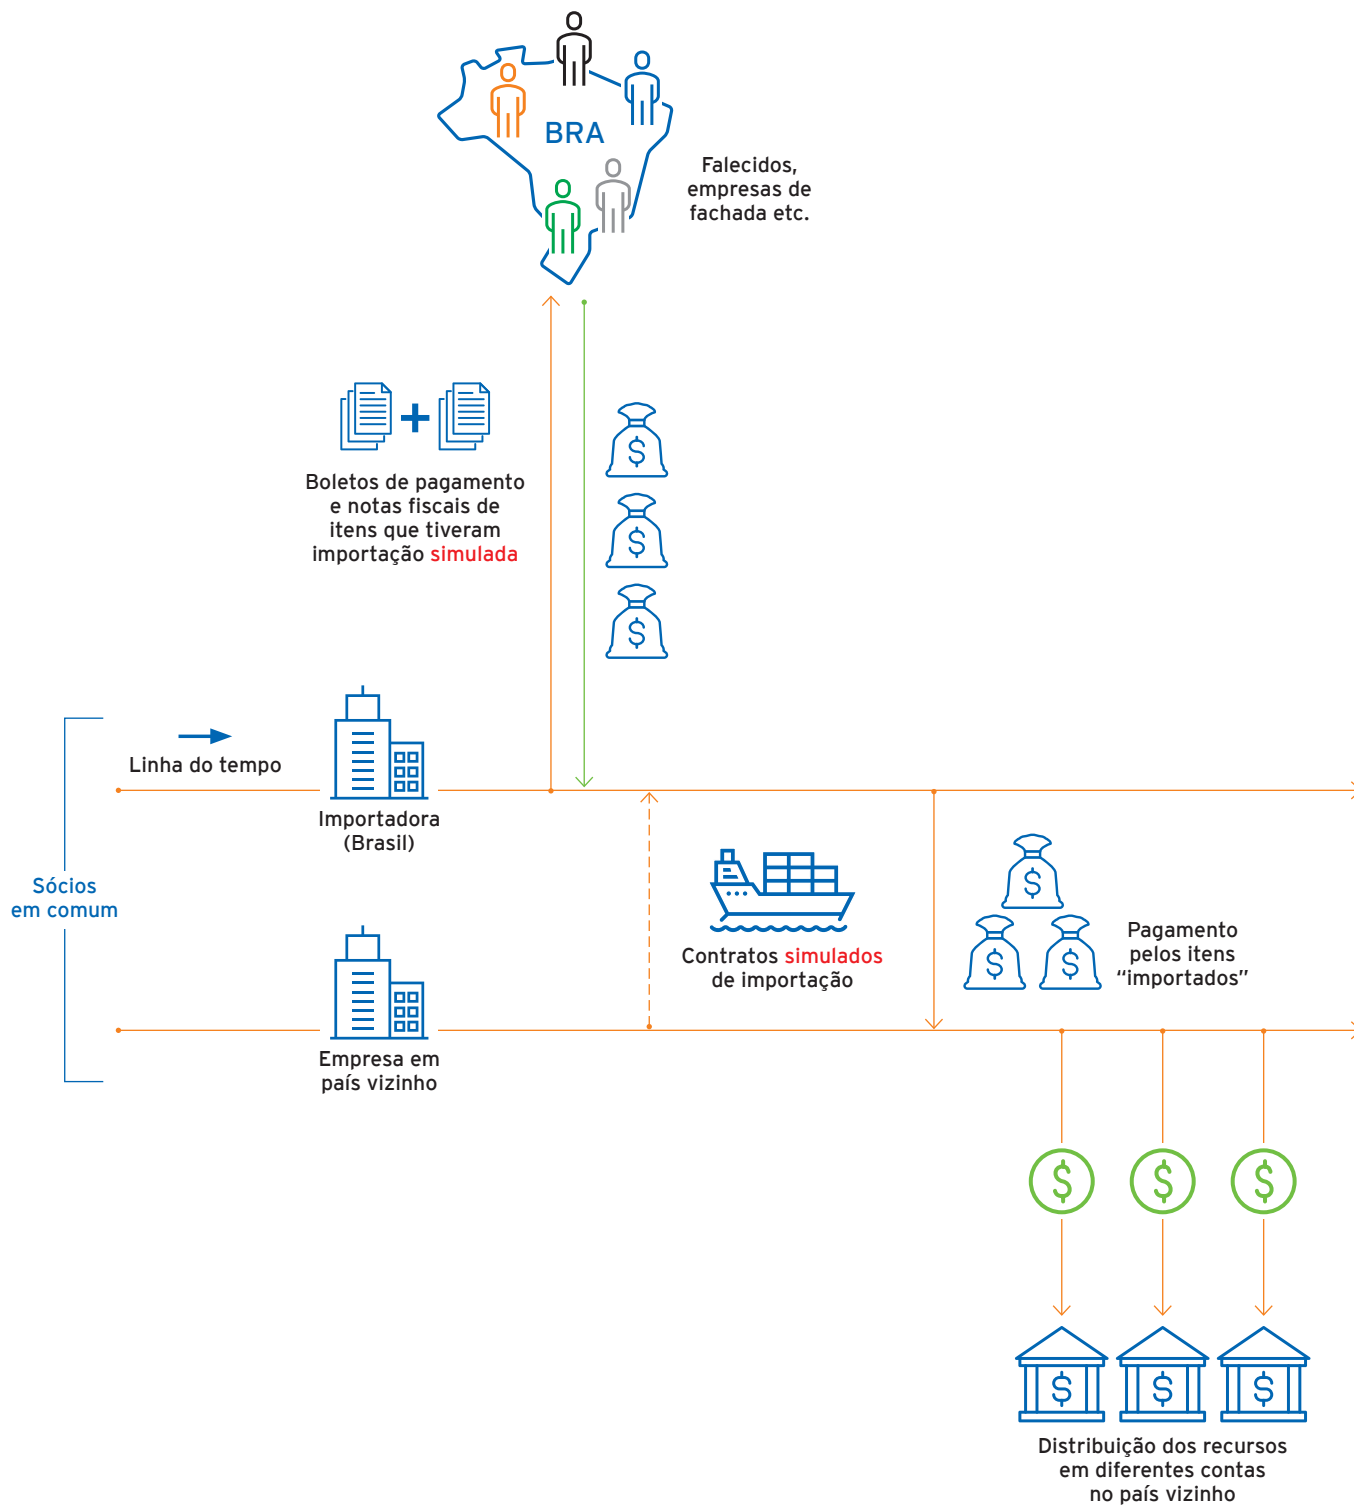 BRA
Falecidos,
empresas de
fachada etc.
Boletos de pagamento
e notas fiscais de
itens que tiveram
importação simulada
Linha do tempo
Importadora
(Brasil)
Sócios
em comum
Contratos simulados
de importação
Pagamento
pelos itens
“importados”
Empresa em
país vizinho
Distribuição dos recursos
em diferentes contas
no país vizinho